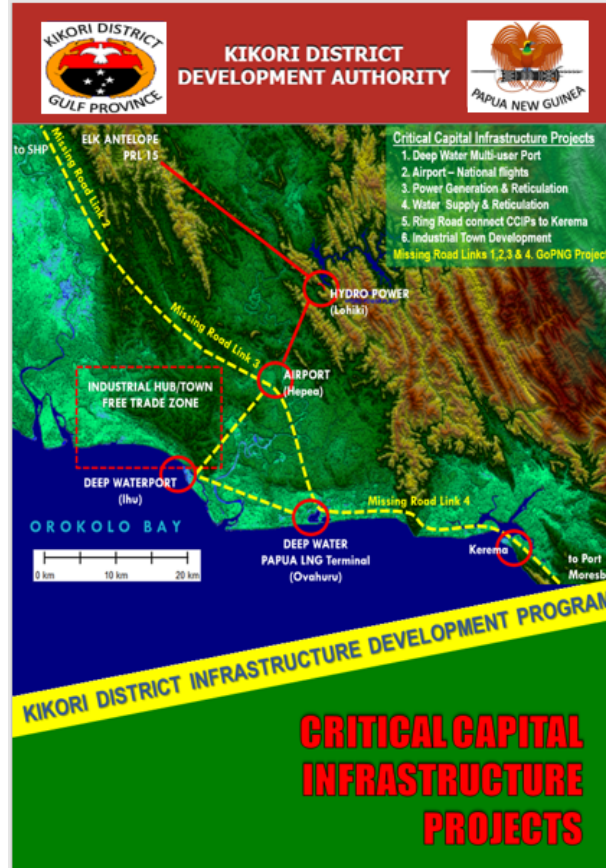 KIKORI DISTRICT
GULF PROVINCE
KIKORI DISTRICT
DEVELOPMENT AUTHORITY
PAPUA NEW GUINEA
to SHP
Missing Road Link 2
ELK ANTELOPE
PRL 15
Critical Capital Infrastructure Projects
1. Deep Water Multi-user Port
2. Airport – National flights
3. Power Generation & Reticulation
4. Water Supply & Reticulation
5. Ring Road connect CCIPs to Kerema
6. Industrial Town Development
Missing Road Links 1,2,3 & 4. GoPNG Project
HYDRO POWER
(Lohiki)
Missing Road Link 3
AIRPORT
(Hepea)
INDUSTRIAL HUB/TOWN
FREE TRADE ZONE
DEEP WATERPORT
(Ihu)
Missing Road Link 4
OROKOLO BAY
DEEP WATER
PAPUA LNG Terminal
(Ovahuru)
Kerema
to Port
Moresb
0 km 10 km 20 km
KIKORI DISTRICT INFRASTRUCTURE DEVELOPMENT PROGRAM
CRITICAL CAPITAL
INFRASTRUCTURE
PROJECTS